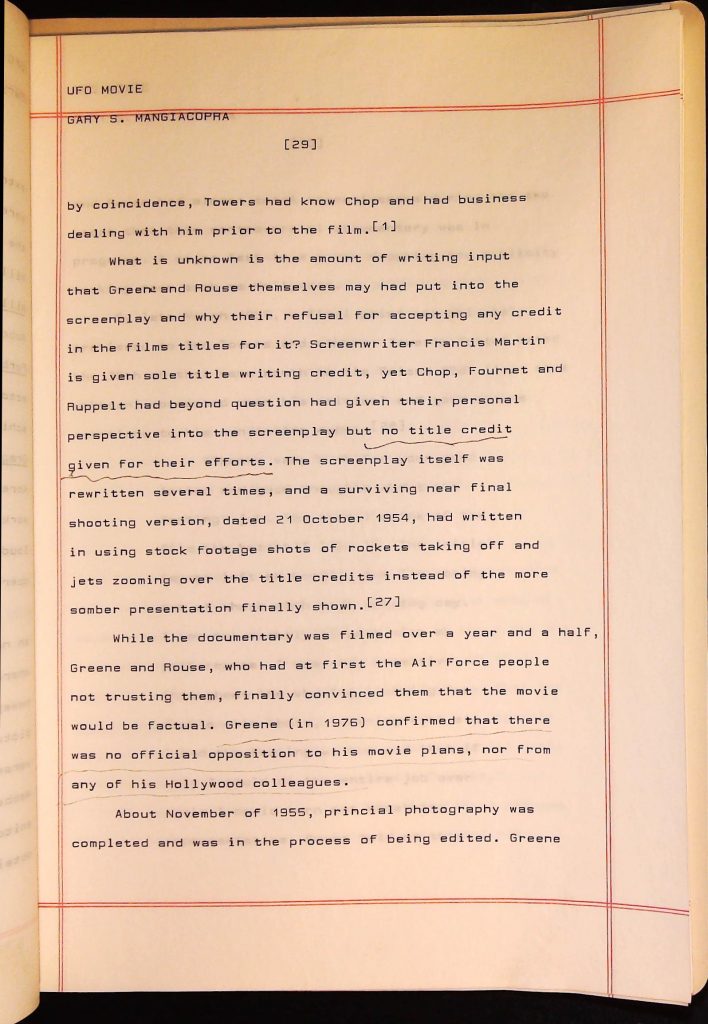 UFO MOVIE
GARY S. MANGIACOPRA
[29]
by coincidence, Towers had know Chop and had business
dealing with him prior to the film.[1]
What is unknown is the amount of writing input
that Greene and Rouse themselves may had put into the
screenplay and why their refusal for accepting any credit
in the films titles for it? Screenwriter Francis Martin
is given sole title writing credit, yet Chop, Fournet and
Ruppelt had beyond question had given their personal
perspective into the screenplay but no title credit
given for their efforts. The screenplay itself was
rewritten several times, and a surviving near final
shooting version, dated 21 October 1954, had written
in using stock footage shots of rockets taking off and
jets zooming over the title credits instead of the more
somber presentation finally shown.[27]
While the documentary was filmed over a year and a half,
Greene and Rouse, who had at first the Air Force people
not trusting them, finally convinced them that the movie
would be factual. Greene (in 1976) confirmed that there
was no official opposition to his movie plans, nor from
any of his Hollywood colleagues.
About November of 1955, princial photography was
completed and was in the process of being edited. Greene